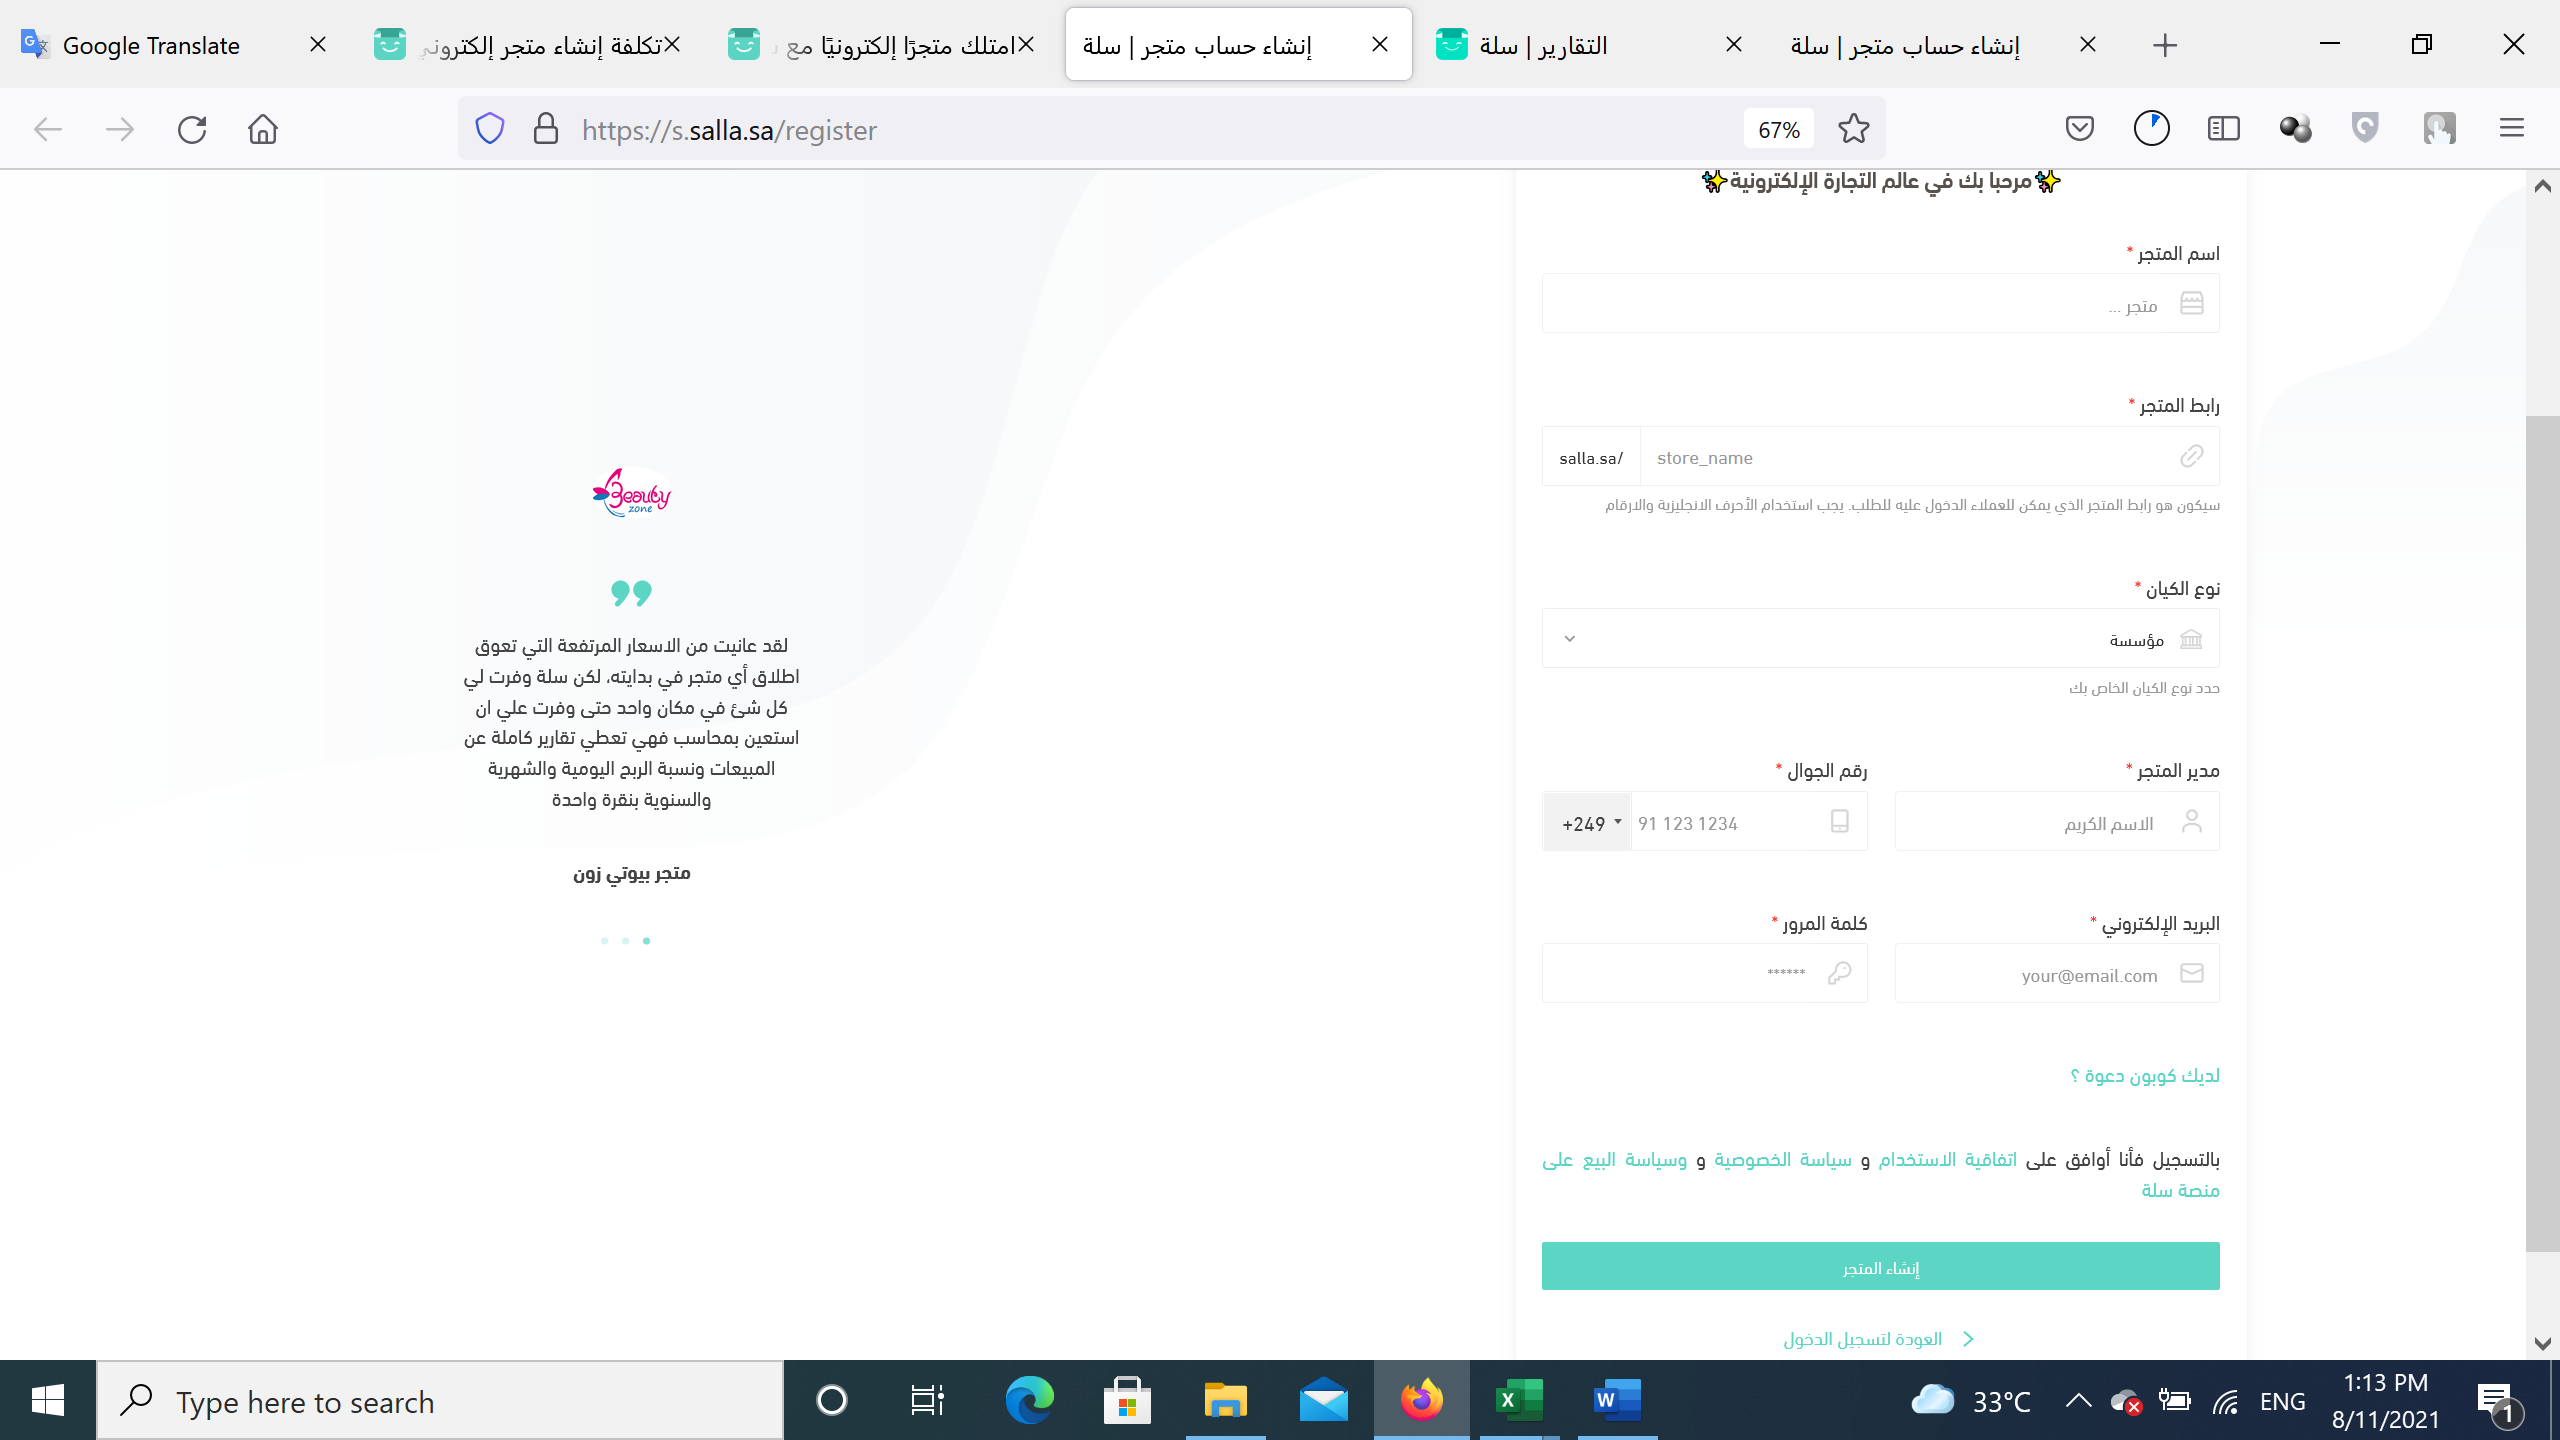 Google Translate
تكلفة إنشاء متجر إلكتروني
امتلك متجرًا إلكترونيًا مع
إنشاء حساب متجر | سلة
التقارير | سلة
إنشاء حساب متجر | سلة
https://s.salla.sa/register
67%
مرحبا بك في عالم التجارة الإلكترونية
اسم المتجر *
متجر ...
رابط المتجر *
salla.sa/
store_name
سيكون هو رابط المتجر الذي يمكن للعملاء الدخول عليه للطلب. يجب استخدام الأحرف الانجليزية والارقام
نوع الكيان *
مؤسسة
حدد نوع الكيان الخاص بك
مدير المتجر *
الاسم الكريم
رقم الجوال *
+249
91 123 1234
البريد الإلكتروني *
your@email.com
كلمة المرور *
******
لديك كوبون دعوة ؟
بالتسجيل فأنا أوافق على اتفاقية الاستخدام و سياسة الخصوصية و وسياسة البيع على
منصة سلة
إنشاء المتجر
العودة لتسجيل الدخول
Beauty
zone
لقد عانيت من الاسعار المرتفعة التي تعوق
اطلاق أي متجر في بدايته، لكن سلة وفرت لي
كل شئ في مكان واحد حتى وفرت علي ان
استعين بمحاسب فهي تعطي تقارير كاملة عن
المبيعات ونسبة الربح اليومية والشهرية
والسنوية بنقرة واحدة
متجر بيوتي زون
Type here to search
33°C
ENG
1:13 PM
8/11/2021
1